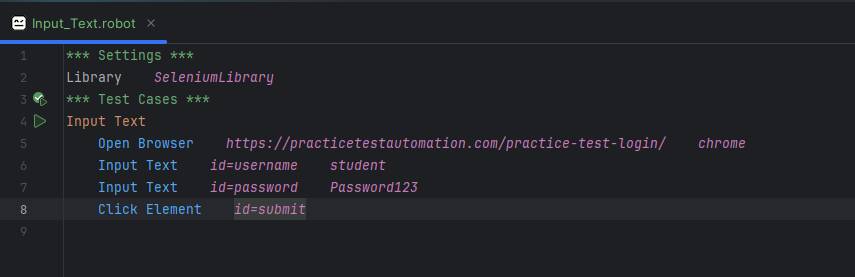 Input_Text.robot
1 *** Settings ***
2 Library    SeleniumLibrary
3 *** Test Cases ***
4 Input Text
5     Open Browser    https://practicetestautomation.com/practice-test-login/    chrome
6     Input Text    id=username    student
7     Input Text    id=password    Password123
8     Click Element    id=submit
9